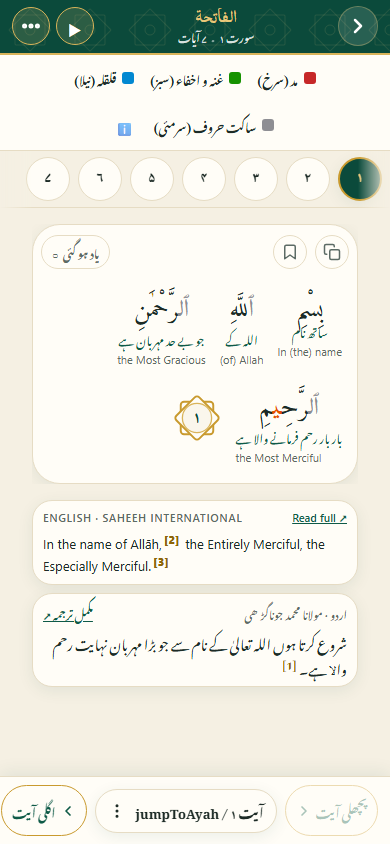 الفاتحة
سورت ۱ · ۷ آیات
مد (سرخ) غنہ و اخفاء (سبز) قلقلہ (نیلا)
ساکت حروف (سرمئی)
۱ ۲ ۳ ۴ ۵ ۶ ۷
یاد ہو گئی ○
بِسْمِ ٱللَّهِ ٱلرَّحْمَٰنِ
ساتھ نام اللہ کے جو بے حد مہربان ہے
In (the) name (of) Allah the Most Gracious
ٱلرَّحِيمِ ۱
بار بار رحم فرمانے والا ہے
the Most Merciful
ENGLISH · SAHEEH INTERNATIONAL Read full ↗
In the name of Allāh,[2] the Entirely Merciful, the
Especially Merciful.[3]
اردو · مولانا محمد جوناگڑھی مکمل ترجمہ ↗
شروع کرتا ہوں اللہ تعالیٰ کے نام سے جو بڑا مہربان نہایت رحم
والا ہے۔ [1]
پچھلی آیت آیت ۱ / jumpToAyah اگلی آیت